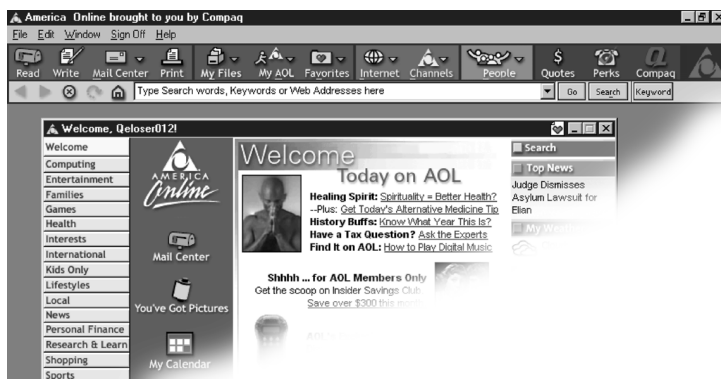 America Online brought to you by Compaq
File Edit Window Sign Off Help
Read Write Mail Center Print My Files My AOL Favorites Internet Channels People Quotes Perks Compaq
Type Search words, Keywords or Web Addresses here Go Search Keyword
Welcome, Qeloser012!
Welcome
Computing
Entertainment
Families
Games
Health
Interests
International
Kids Only
Lifestyles
Local
News
Personal Finance
Research & Learn
Shopping
Sports
AMERICA
Online
Mail Center
You've Got Pictures
My Calendar
Welcome
Today on AOL
Healing Spirit: Spirituality = Better Health?
--Plus: Get Today's Alternative Medicine Tip
History Buffs: Know What Year This Is?
Have a Tax Question? Ask the Experts
Find It on AOL: How to Play Digital Music
Shhhh ... for AOL Members Only
Get the scoop on Insider Savings Club
Save over $300 this month
Search
Top News
Judge Dismisses
Asylum Lawsuit for
Elian
My Weather